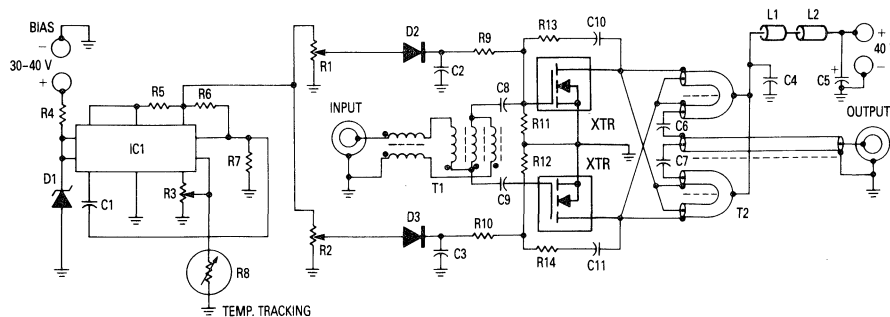 BIAS
-
30–40 V
+
R4
D1
C1
R5
R6
IC1
R3
R7
R8
TEMP. TRACKING
R1
R2
INPUT
D2
C2
R9
R13
C10
C8
XTR
R11
R12
T1
C9
XTR
D3
C3
R10
R14
C11
L1
L2
+
40 V
-
C4
+
C5
C6
C7
OUTPUT
T2